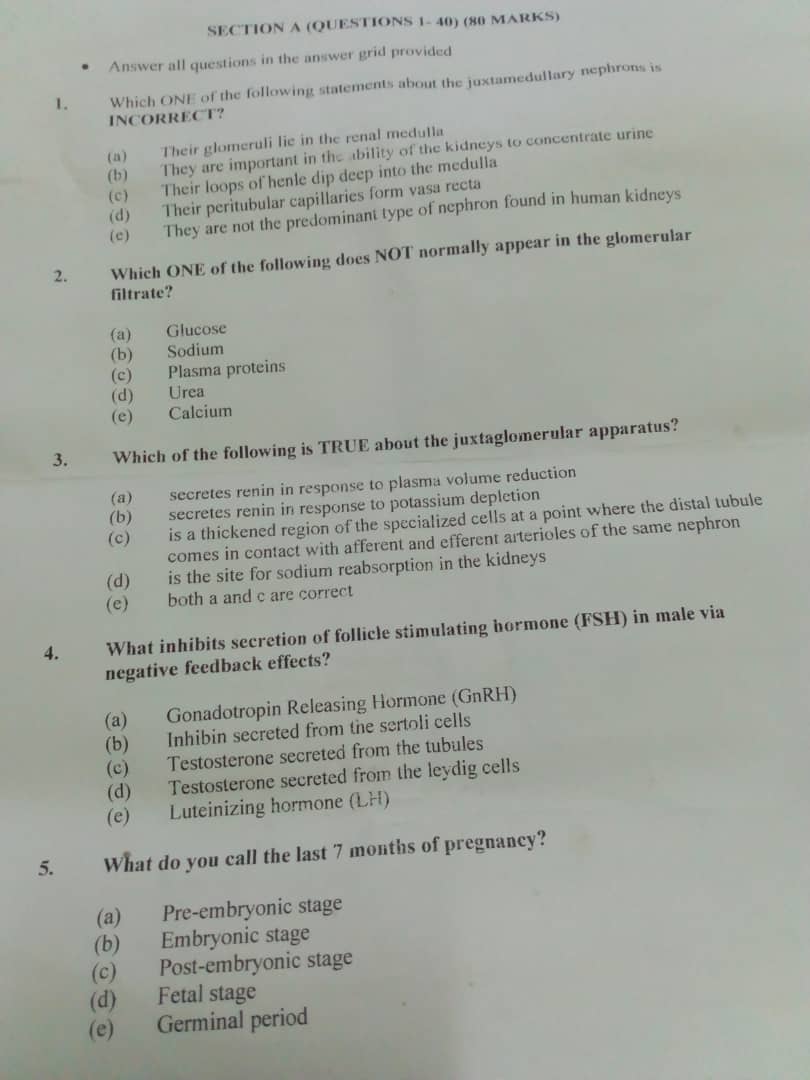 SECTION A (QUESTIONS 1- 40) (80 MARKS)
• Answer all questions in the answer grid provided
1. Which ONE of the following statements about the juxtamedullary nephrons is
INCORRECT?
(a) Their glomeruli lie in the renal medulla
(b) They are important in the ability of the kidneys to concentrate urine
(c) Their loops of henle dip deep into the medulla
(d) Their peritubular capillaries form vasa recta
(e) They are not the predominant type of nephron found in human kidneys
2. Which ONE of the following does NOT normally appear in the glomerular
filtrate?
(a) Glucose
(b) Sodium
(c) Plasma proteins
(d) Urea
(e) Calcium
3. Which of the following is TRUE about the juxtaglomerular apparatus?
(a) secretes renin in response to plasma volume reduction
(b) secretes renin in response to potassium depletion
(c) is a thickened region of the specialized cells at a point where the distal tubule
comes in contact with afferent and efferent arterioles of the same nephron
(d) is the site for sodium reabsorption in the kidneys
(e) both a and c are correct
4. What inhibits secretion of follicle stimulating hormone (FSH) in male via
negative feedback effects?
(a) Gonadotropin Releasing Hormone (GnRH)
(b) Inhibin secreted from the sertoli cells
(c) Testosterone secreted from the tubules
(d) Testosterone secreted from the leydig cells
(e) Luteinizing hormone (LH)
5. What do you call the last 7 months of pregnancy?
(a) Pre-embryonic stage
(b) Embryonic stage
(c) Post-embryonic stage
(d) Fetal stage
(e) Germinal period